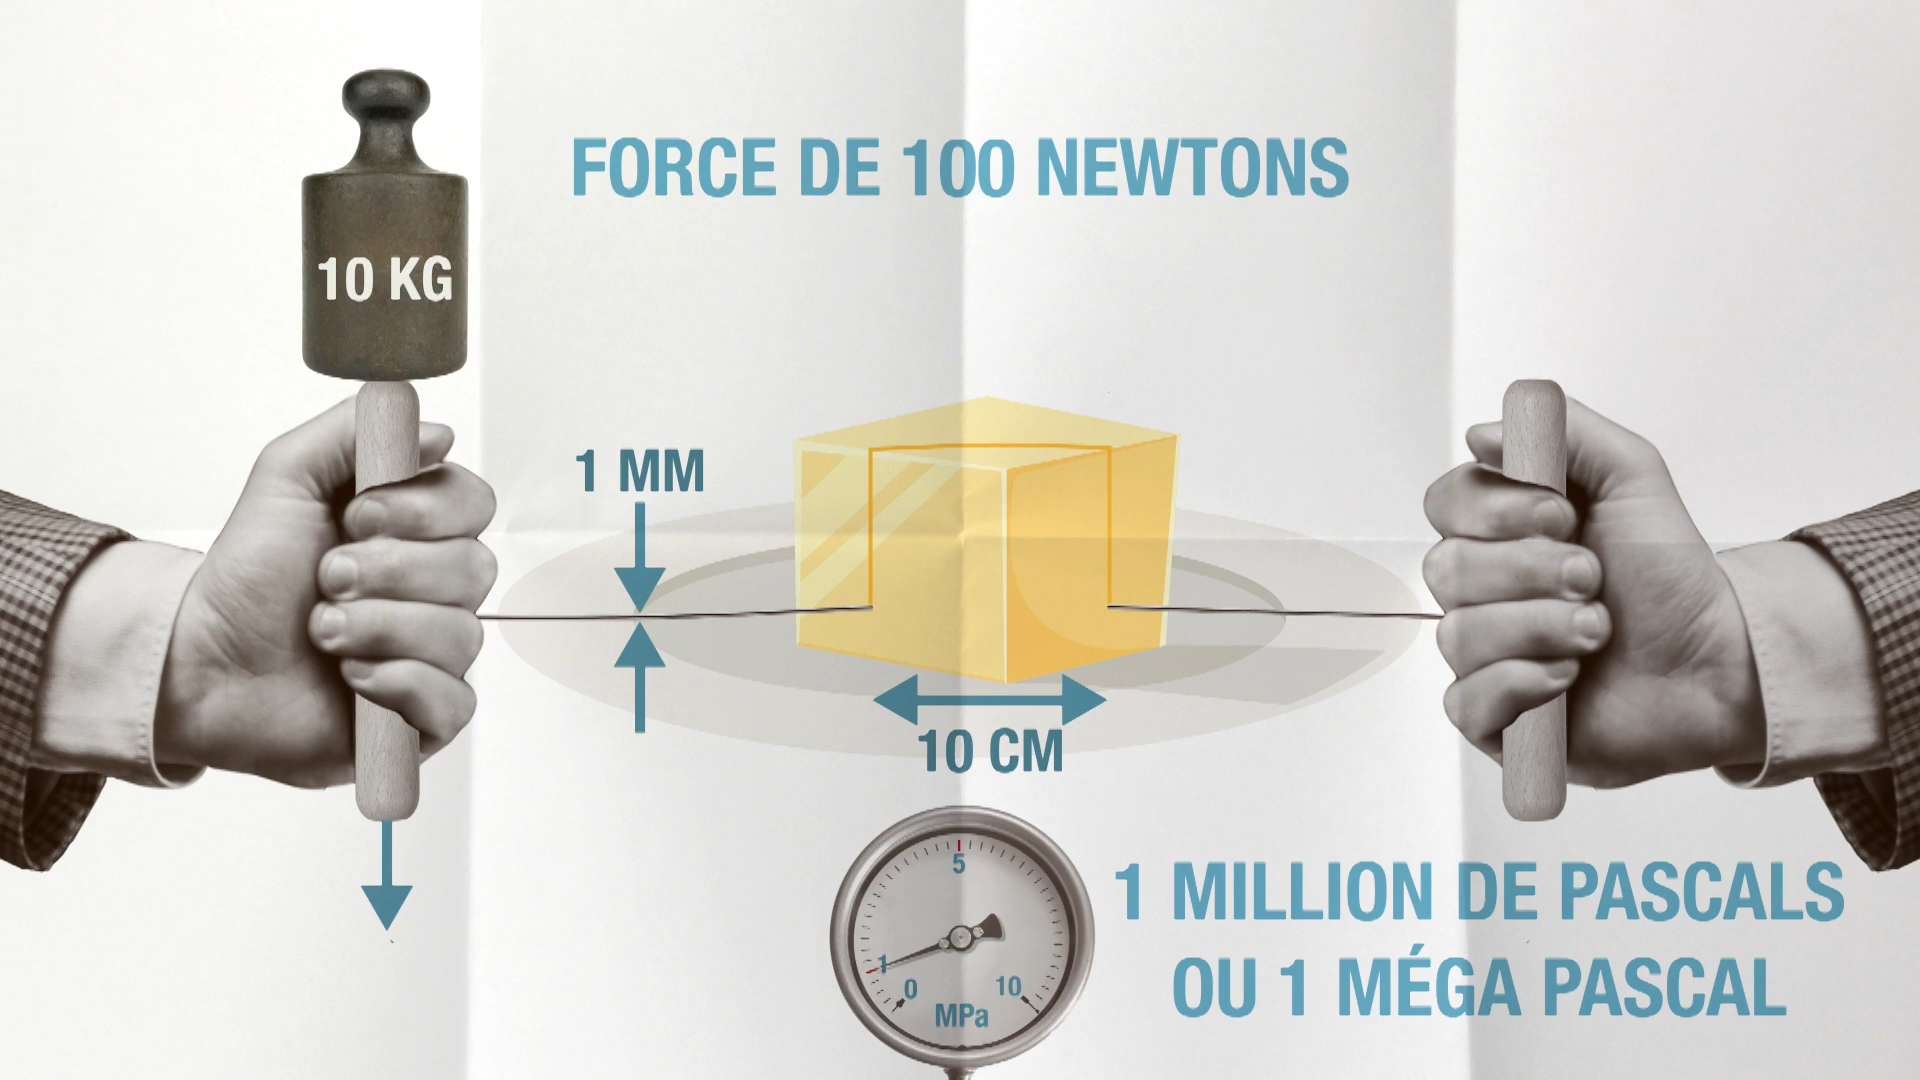 FORCE DE 100 NEWTONS
10 KG
1 MM
10 CM
5
1
0
10
MPa
1 MILLION DE PASCALS
OU 1 MÉGA PASCAL